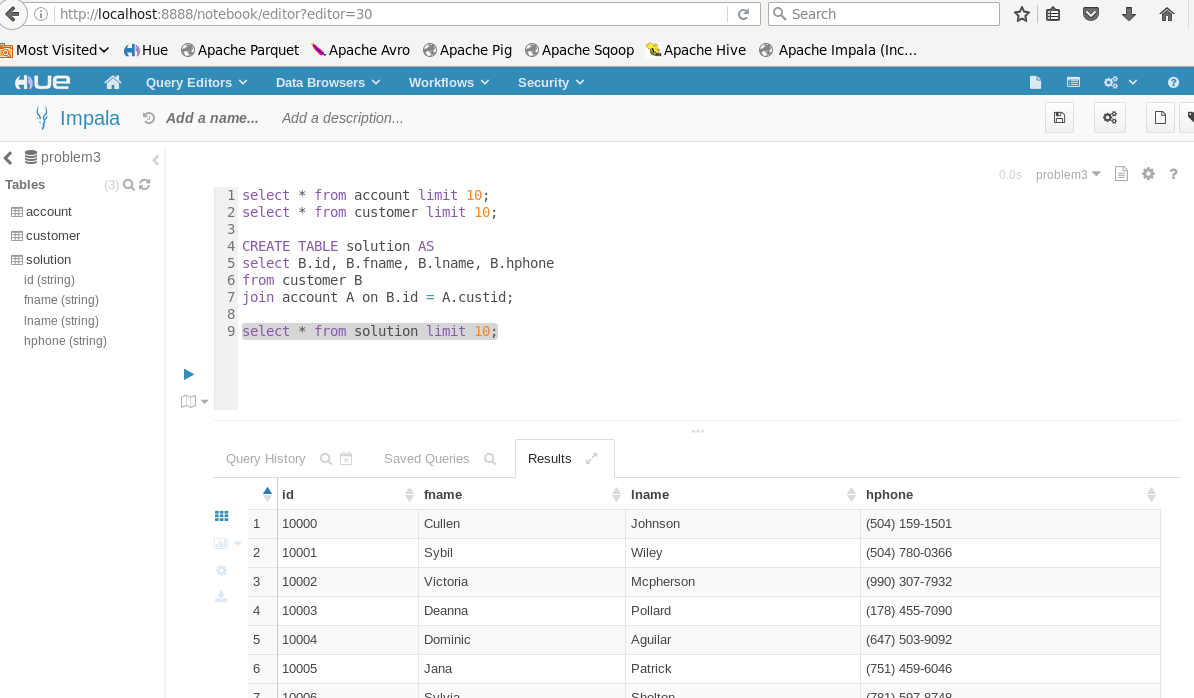 http://localhost:8888/notebook/editor?editor=30 Search
Most Visited Hue Apache Parquet Apache Avro Apache Pig Apache Sqoop Apache Hive Apache Impala (Inc...
HUE Query Editors Data Browsers Workflows Security
Impala Add a name... Add a description...
problem3
Tables (3)
account
customer
solution
id (string)
fname (string)
lname (string)
hphone (string)
0.0s problem3 ?
1 select * from account limit 10;
2 select * from customer limit 10;
3
4 CREATE TABLE solution AS
5 select B.id, B.fname, B.lname, B.hphone
6 from customer B
7 join account A on B.id = A.custid;
8
9 select * from solution limit 10;
Query History Saved Queries Results
id fname lname hphone
1 10000 Cullen Johnson (504) 159-1501
2 10001 Sybil Wiley (504) 780-0366
3 10002 Victoria Mcpherson (990) 307-7932
4 10003 Deanna Pollard (178) 455-7090
5 10004 Dominic Aguilar (647) 503-9092
6 10005 Jana Patrick (751) 459-6046
7 10006 Sylvia Shelton (781) 597-8748